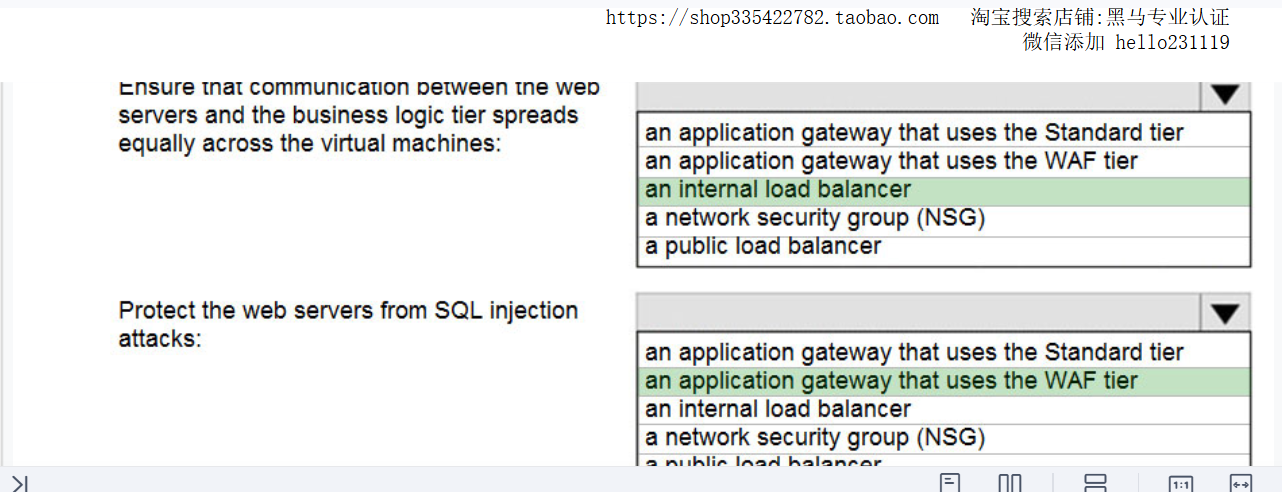 https://shop335422782.taobao.com 淘宝搜索店铺:黑马专业认证
微信添加 hello231119
Ensure that communication between the web
servers and the business logic tier spreads
equally across the virtual machines:
an application gateway that uses the Standard tier
an application gateway that uses the WAF tier
an internal load balancer
a network security group (NSG)
a public load balancer
Protect the web servers from SQL injection
attacks:
an application gateway that uses the Standard tier
an application gateway that uses the WAF tier
an internal load balancer
a network security group (NSG)
a public load balancer
1:1